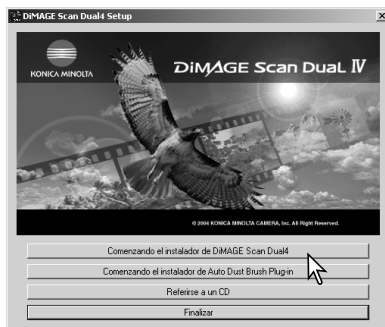 DiMAGE Scan Dual4 Setup
KONICA MINOLTA
DiMAGE Scan Dual IV
© 2004 KONICA MINOLTA CAMERA, Inc. All Right Reserved.
Comenzando el instalador de DiMAGE Scan Dual4
Comenzando el instalador de Auto Dust Brush Plug-in
Referirse a un CD
Finalizar